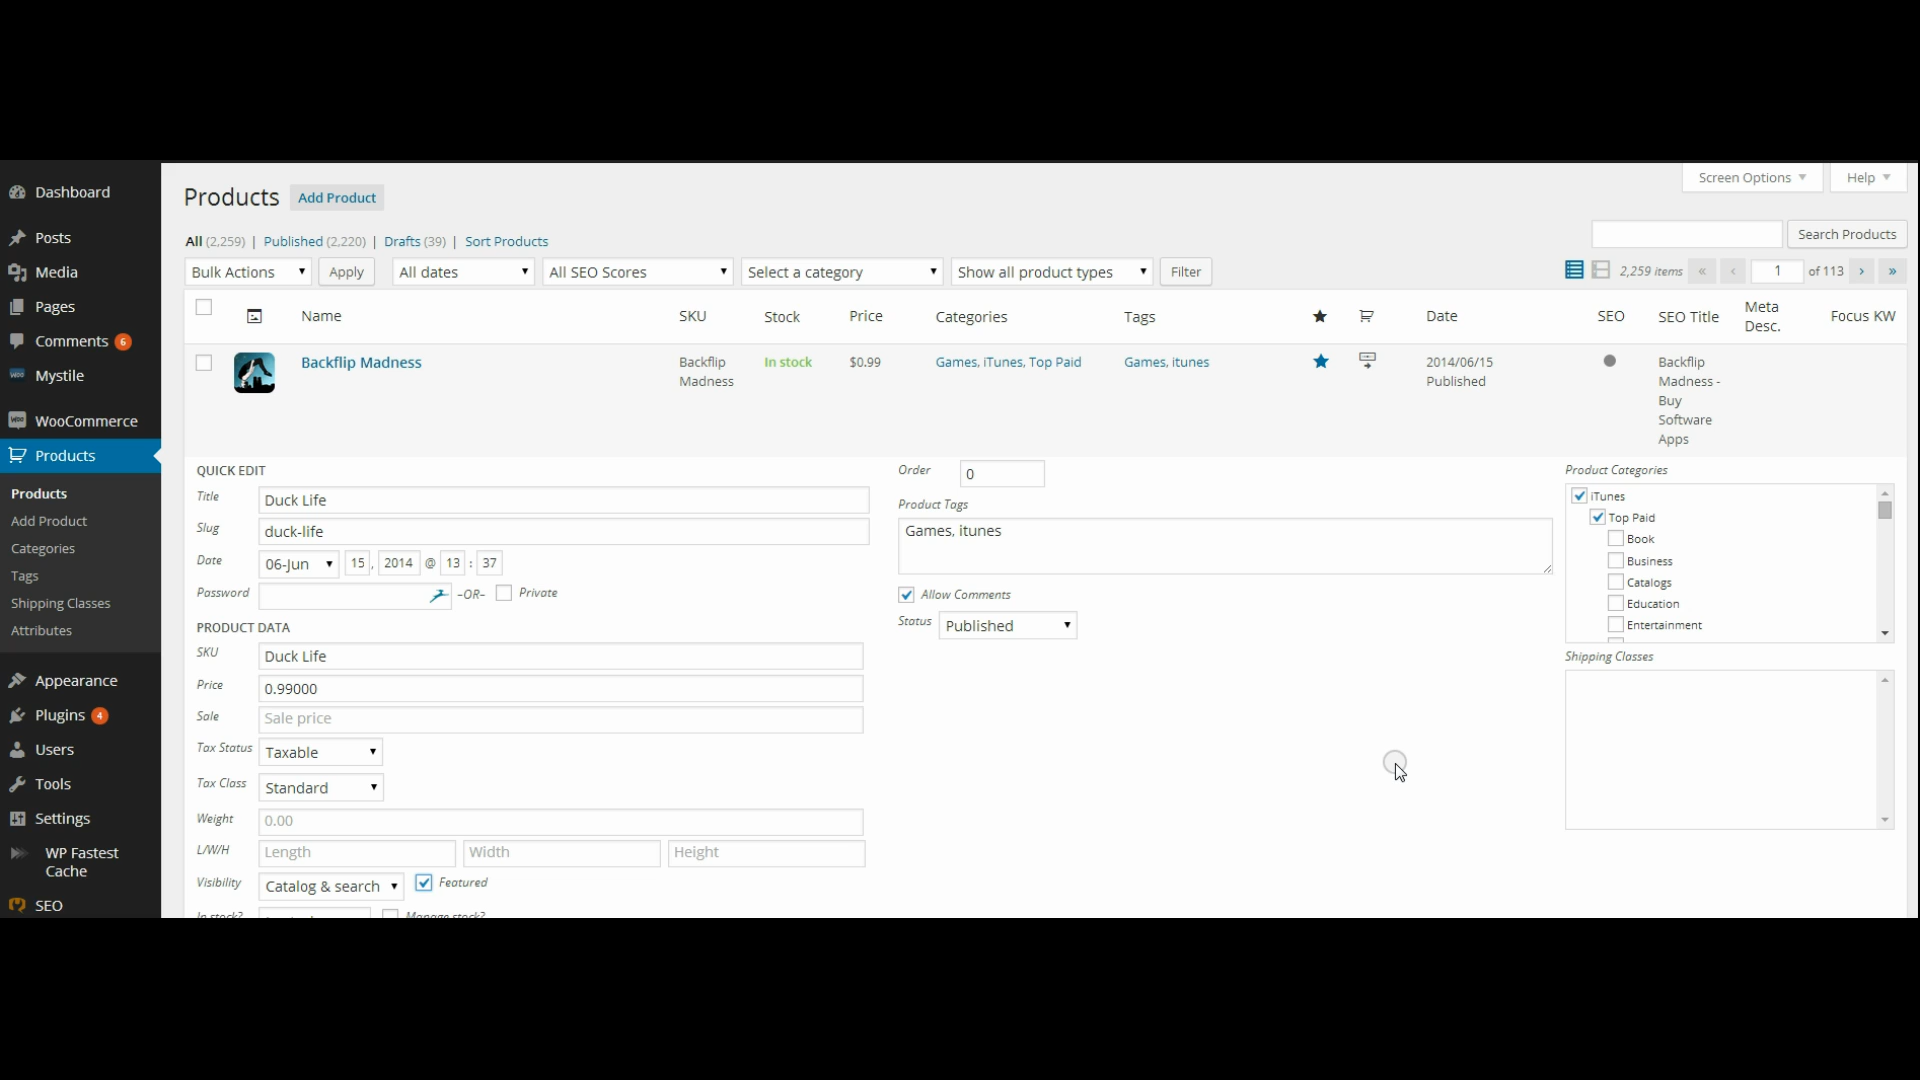 Dashboard
Posts
Media
Pages
Comments 6
Mystile
WooCommerce
Products
Products
Add Product
Categories
Tags
Shipping Classes
Attributes
Appearance
Plugins 4
Users
Tools
Settings
WP Fastest
Cache
SEO
Screen Options Help
Products Add Product
All (2,259) | Published (2,220) | Drafts (39) | Sort Products
Search Products
Bulk Actions Apply All dates All SEO Scores Select a category Show all product types Filter 2,259 items « ‹ 1 of 113 › »
Name SKU Stock Price Categories Tags Date SEO SEO Title Meta Desc. Focus KW
Backflip Madness
Backflip
Madness
In stock
$0.99
Games, iTunes, Top Paid
Games, itunes
2014/06/15
Published
Backflip
Madness -
Buy
Software
Apps
QUICK EDIT
Title Duck Life
Slug duck-life
Date 06-Jun 15, 2014 @ 13 : 37
Password –OR– Private
PRODUCT DATA
SKU Duck Life
Price 0.99000
Sale Sale price
Tax Status Taxable
Tax Class Standard
Weight 0.00
L/W/H Length Width Height
Visibility Catalog & search Featured
In stock? Manage stock?
Order 0
Product Tags
Games, itunes
Allow Comments
Status Published
Product Categories
iTunes
Top Paid
Book
Business
Catalogs
Education
Entertainment
Shipping Classes